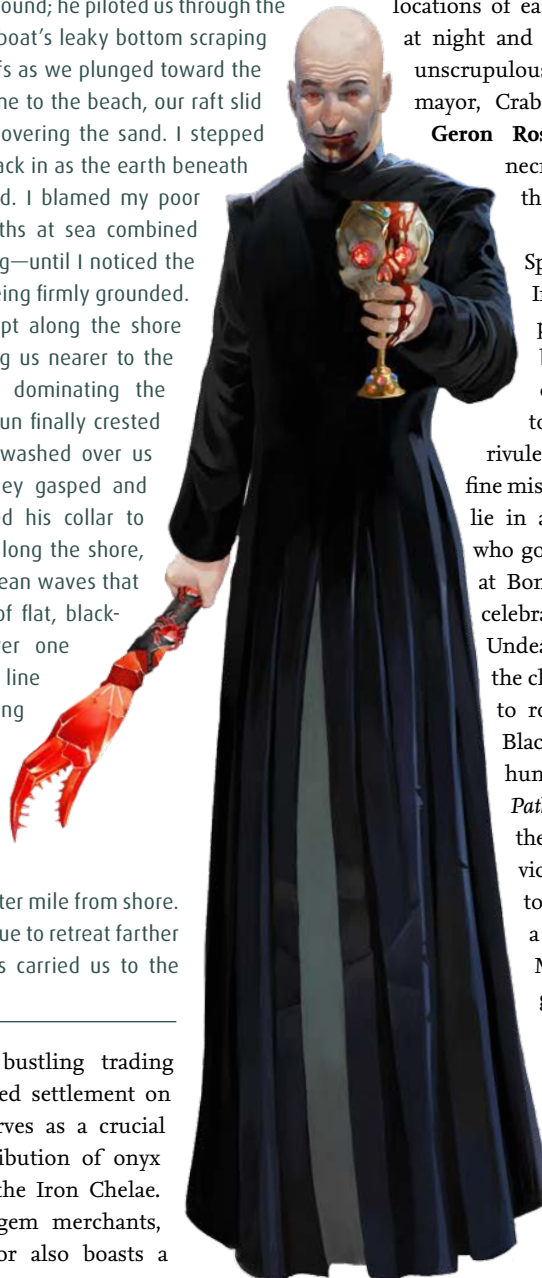 ound; he piloted us through the
boat's leaky bottom scraping
fs as we plunged toward the
ne to the beach, our raft slid
overing the sand. I stepped
ack in as the earth beneath
d. I blamed my poor
ths at sea combined
g—until I noticed the
eing firmly grounded.
pt along the shore
g us nearer to the
dominating the
un finally crested
washed over us
ey gasped and
d his collar to
long the shore,
ean waves that
of flat, black-
er one
line
ng
ter mile from shore.
ue to retreat farther
s carried us to the
bustling trading
ed settlement on
rves as a crucial
ibution of onyx
the Iron Chelae.
gem merchants,
or also boasts a
locations of eas
at night and
unscrupulous
mayor, Crab
Geron Ros
necr
th
Sp
I
p
to
rivule
fine mis
lie in a
who go
at Bon
celebra
Undea
the cl
to ro
Blac
hun
Pat
the
vic
to
a